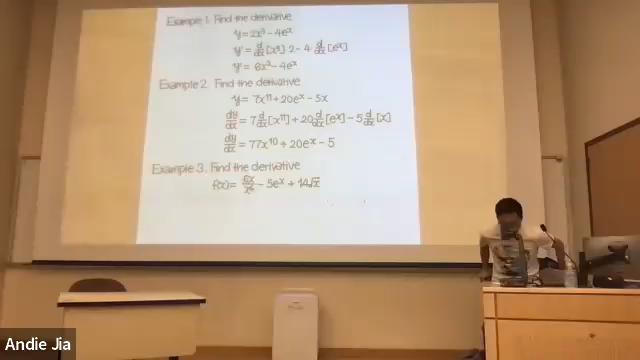 Example 1. Find the derivative
y = 2x³ - 4eˣ
y' = d/dx [x³] · 2 - 4 · d/dx [eˣ]
y' = 6x² - 4eˣ
Example 2. Find the derivative
y = 7x¹¹ + 20eˣ - 5x
dy/dx = 7 d/dx [x¹¹] + 20 d/dx [eˣ] - 5 d/dx [x]
dy/dx = 77x¹⁰ + 20eˣ - 5
Example 3. Find the derivative
- 5eˣ + 14√x
Andie Jia